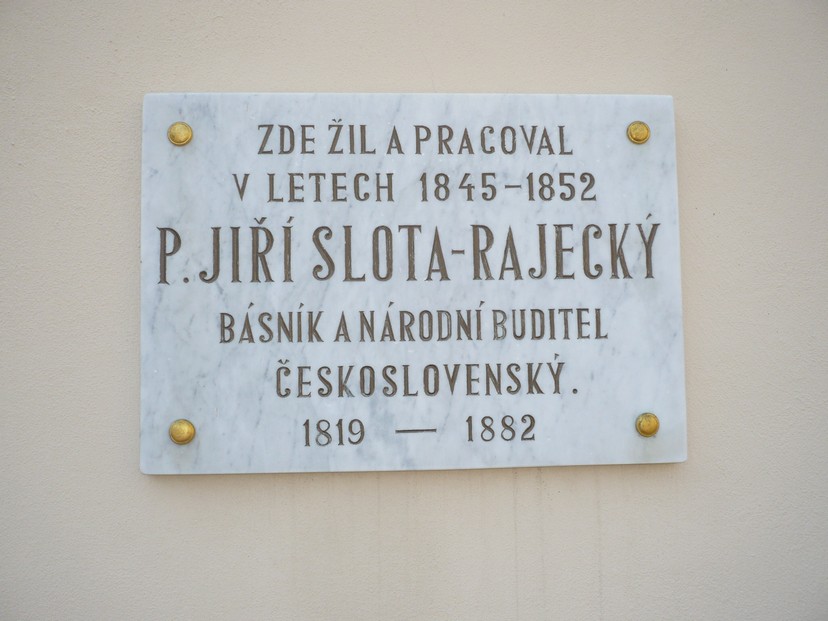 ZDE ŽIL A PRACOVAL
V LETECH 1845-1852
P. JIŘÍ SLOTA-RAJECKÝ
BÁSNÍK A NÁRODNÍ BUDITEL
ČESKOSLOVENSKÝ.
1819 — 1882